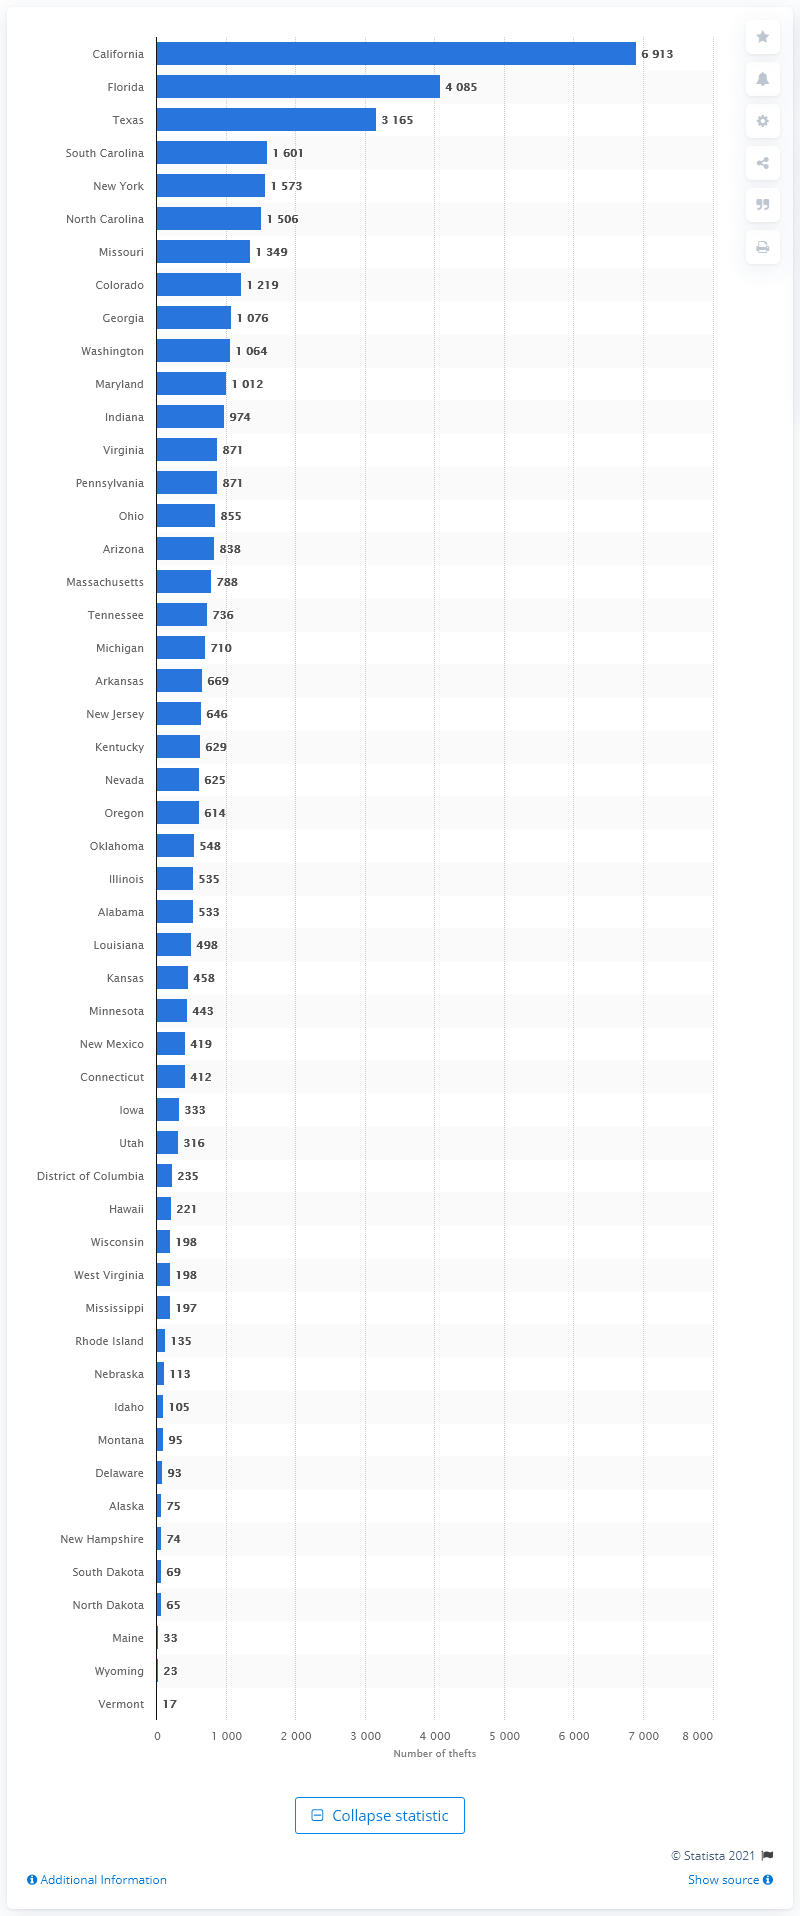 California 6 913
Florida 4 085
Texas 3 165
South Carolina 1 601
New York 1 573
North Carolina 1 506
Missouri 1 349
Colorado 1 219
Georgia 1 076
Washington 1 064
Maryland 1 012
Indiana 974
Virginia 871
Pennsylvania 871
Ohio 855
Arizona 838
Massachusetts 788
Tennessee 736
Michigan 710
Arkansas 669
New Jersey 646
Kentucky 629
Nevada 625
Oregon 614
Oklahoma 548
Illinois 535
Alabama 533
Louisiana 498
Kansas 458
Minnesota 443
New Mexico 419
Connecticut 412
Iowa 333
Utah 316
District of Columbia 235
Hawaii 221
Wisconsin 198
West Virginia 198
Mississippi 197
Rhode Island 135
Nebraska 113
Idaho 105
Montana 95
Delaware 93
Alaska 75
New Hampshire 74
South Dakota 69
North Dakota 65
Maine 33
Wyoming 23
Vermont 17
0 1 000 2 000 3 000 4 000 5 000 6 000 7 000 8 000
Number of thefts
Collapse statistic
© Statista 2021
Additional Information Show source